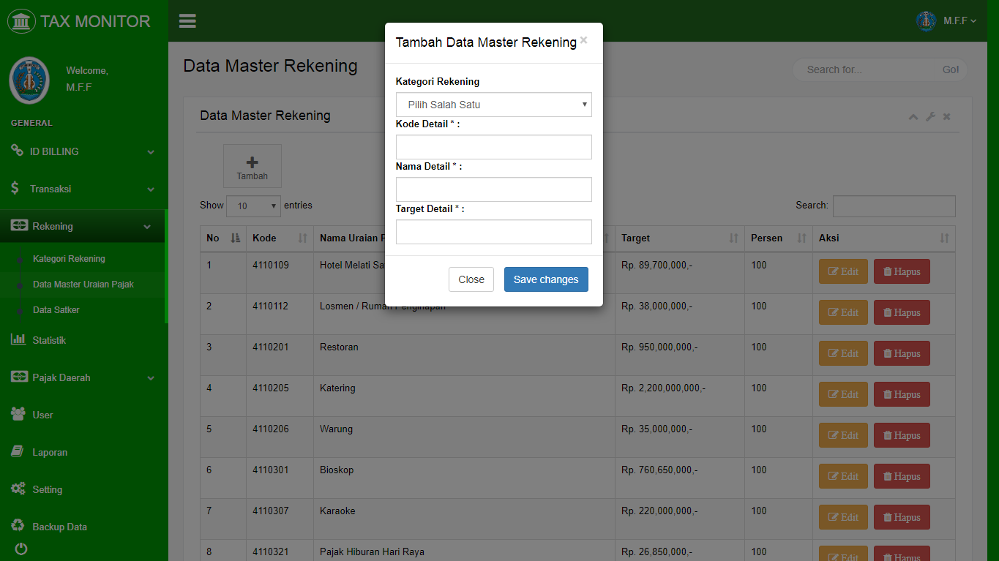 TAX MONITOR
M.F.F
Welcome,
M.F.F
GENERAL
ID BILLING
Transaksi
Rekening
Kategori Rekening
Data Master Uraian Pajak
Data Satker
Statistik
Pajak Daerah
User
Laporan
Setting
Backup Data
Data Master Rekening
Search for...
Go!
Data Master Rekening
Tambah
Show 10 entries
Search:
Tambah Data Master Rekening ×
Kategori Rekening
Pilih Salah Satu
Kode Detail * :
Nama Detail * :
Target Detail * :
Close Save changes
No Kode Nama Uraian Target Persen Aksi
1 4110109 Hotel Melati Rp. 89,700,000,- 100 Edit Hapus
2 4110112 Losmen / Rumah Penginapan Rp. 38,000,000,- 100 Edit Hapus
3 4110201 Restoran Rp. 950,000,000,- 100 Edit Hapus
4 4110205 Katering Rp. 2,200,000,000,- 100 Edit Hapus
5 4110206 Warung Rp. 35,000,000,- 100 Edit Hapus
6 4110301 Bioskop Rp. 760,650,000,- 100 Edit Hapus
7 4110307 Karaoke Rp. 220,000,000,- 100 Edit Hapus
8 4110321 Pajak Hiburan Hari Raya Rp. 26,850,000,- 100 Edit Hapus